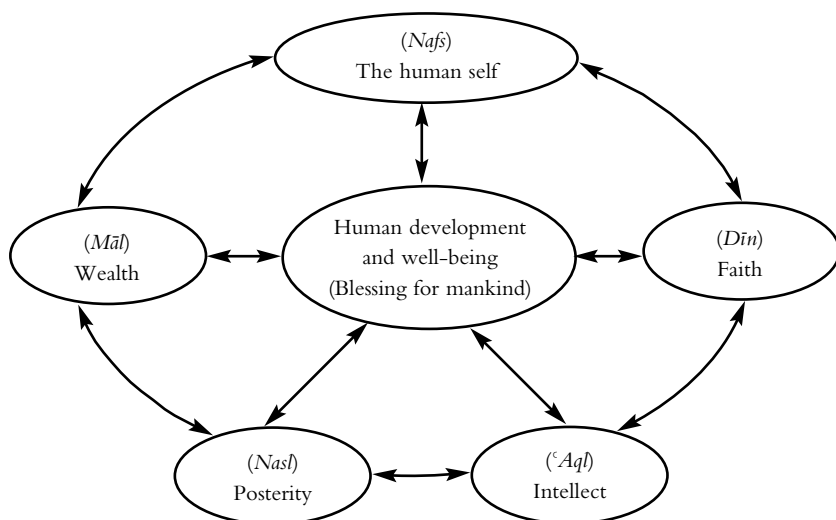 (Nafs)
The human self
(Māl)
Wealth
Human development
and well-being
(Blessing for mankind)
(Dīn)
Faith
(Nasl)
Posterity
(ʿAql)
Intellect